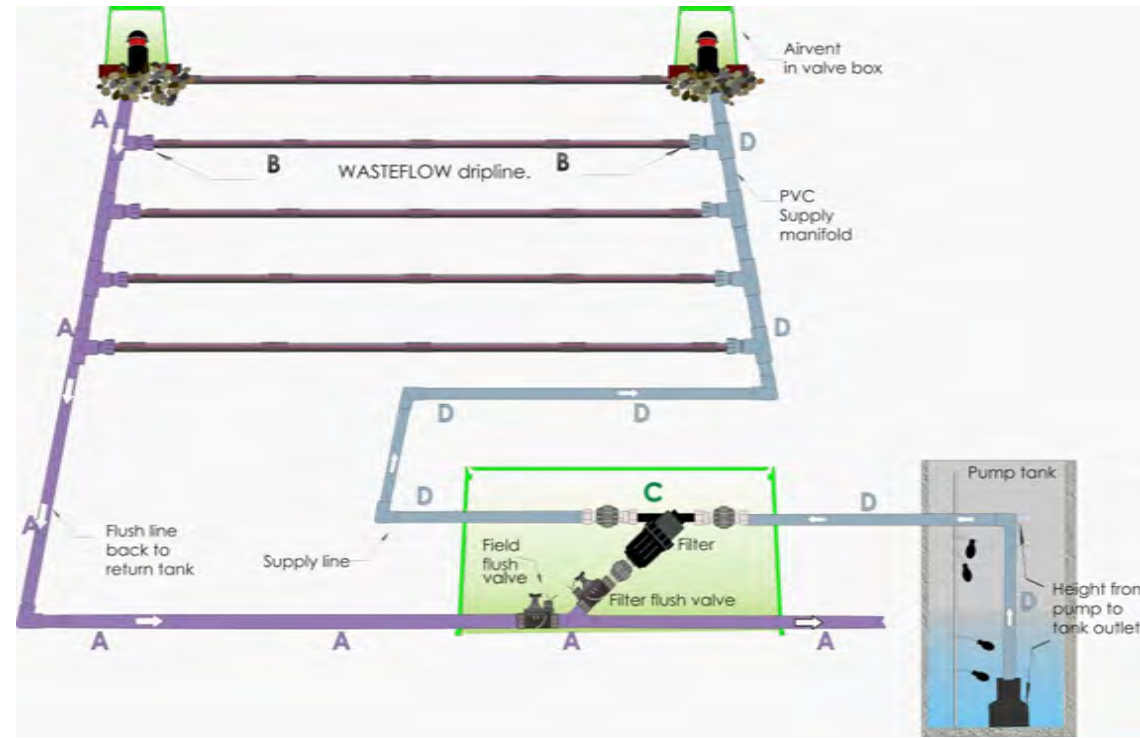 Airvent
in valve box
A
D
B
WASTEFLOW dripline.
B
PVC
Supply
manifold
A
D
D
D
Pump tank
D
C
D
A
Flush line
back to
return tank
Supply line
Field
flush
valve
Filter
Filter flush valve
D
Height from
pump to
tank outlet
A
A
A
A